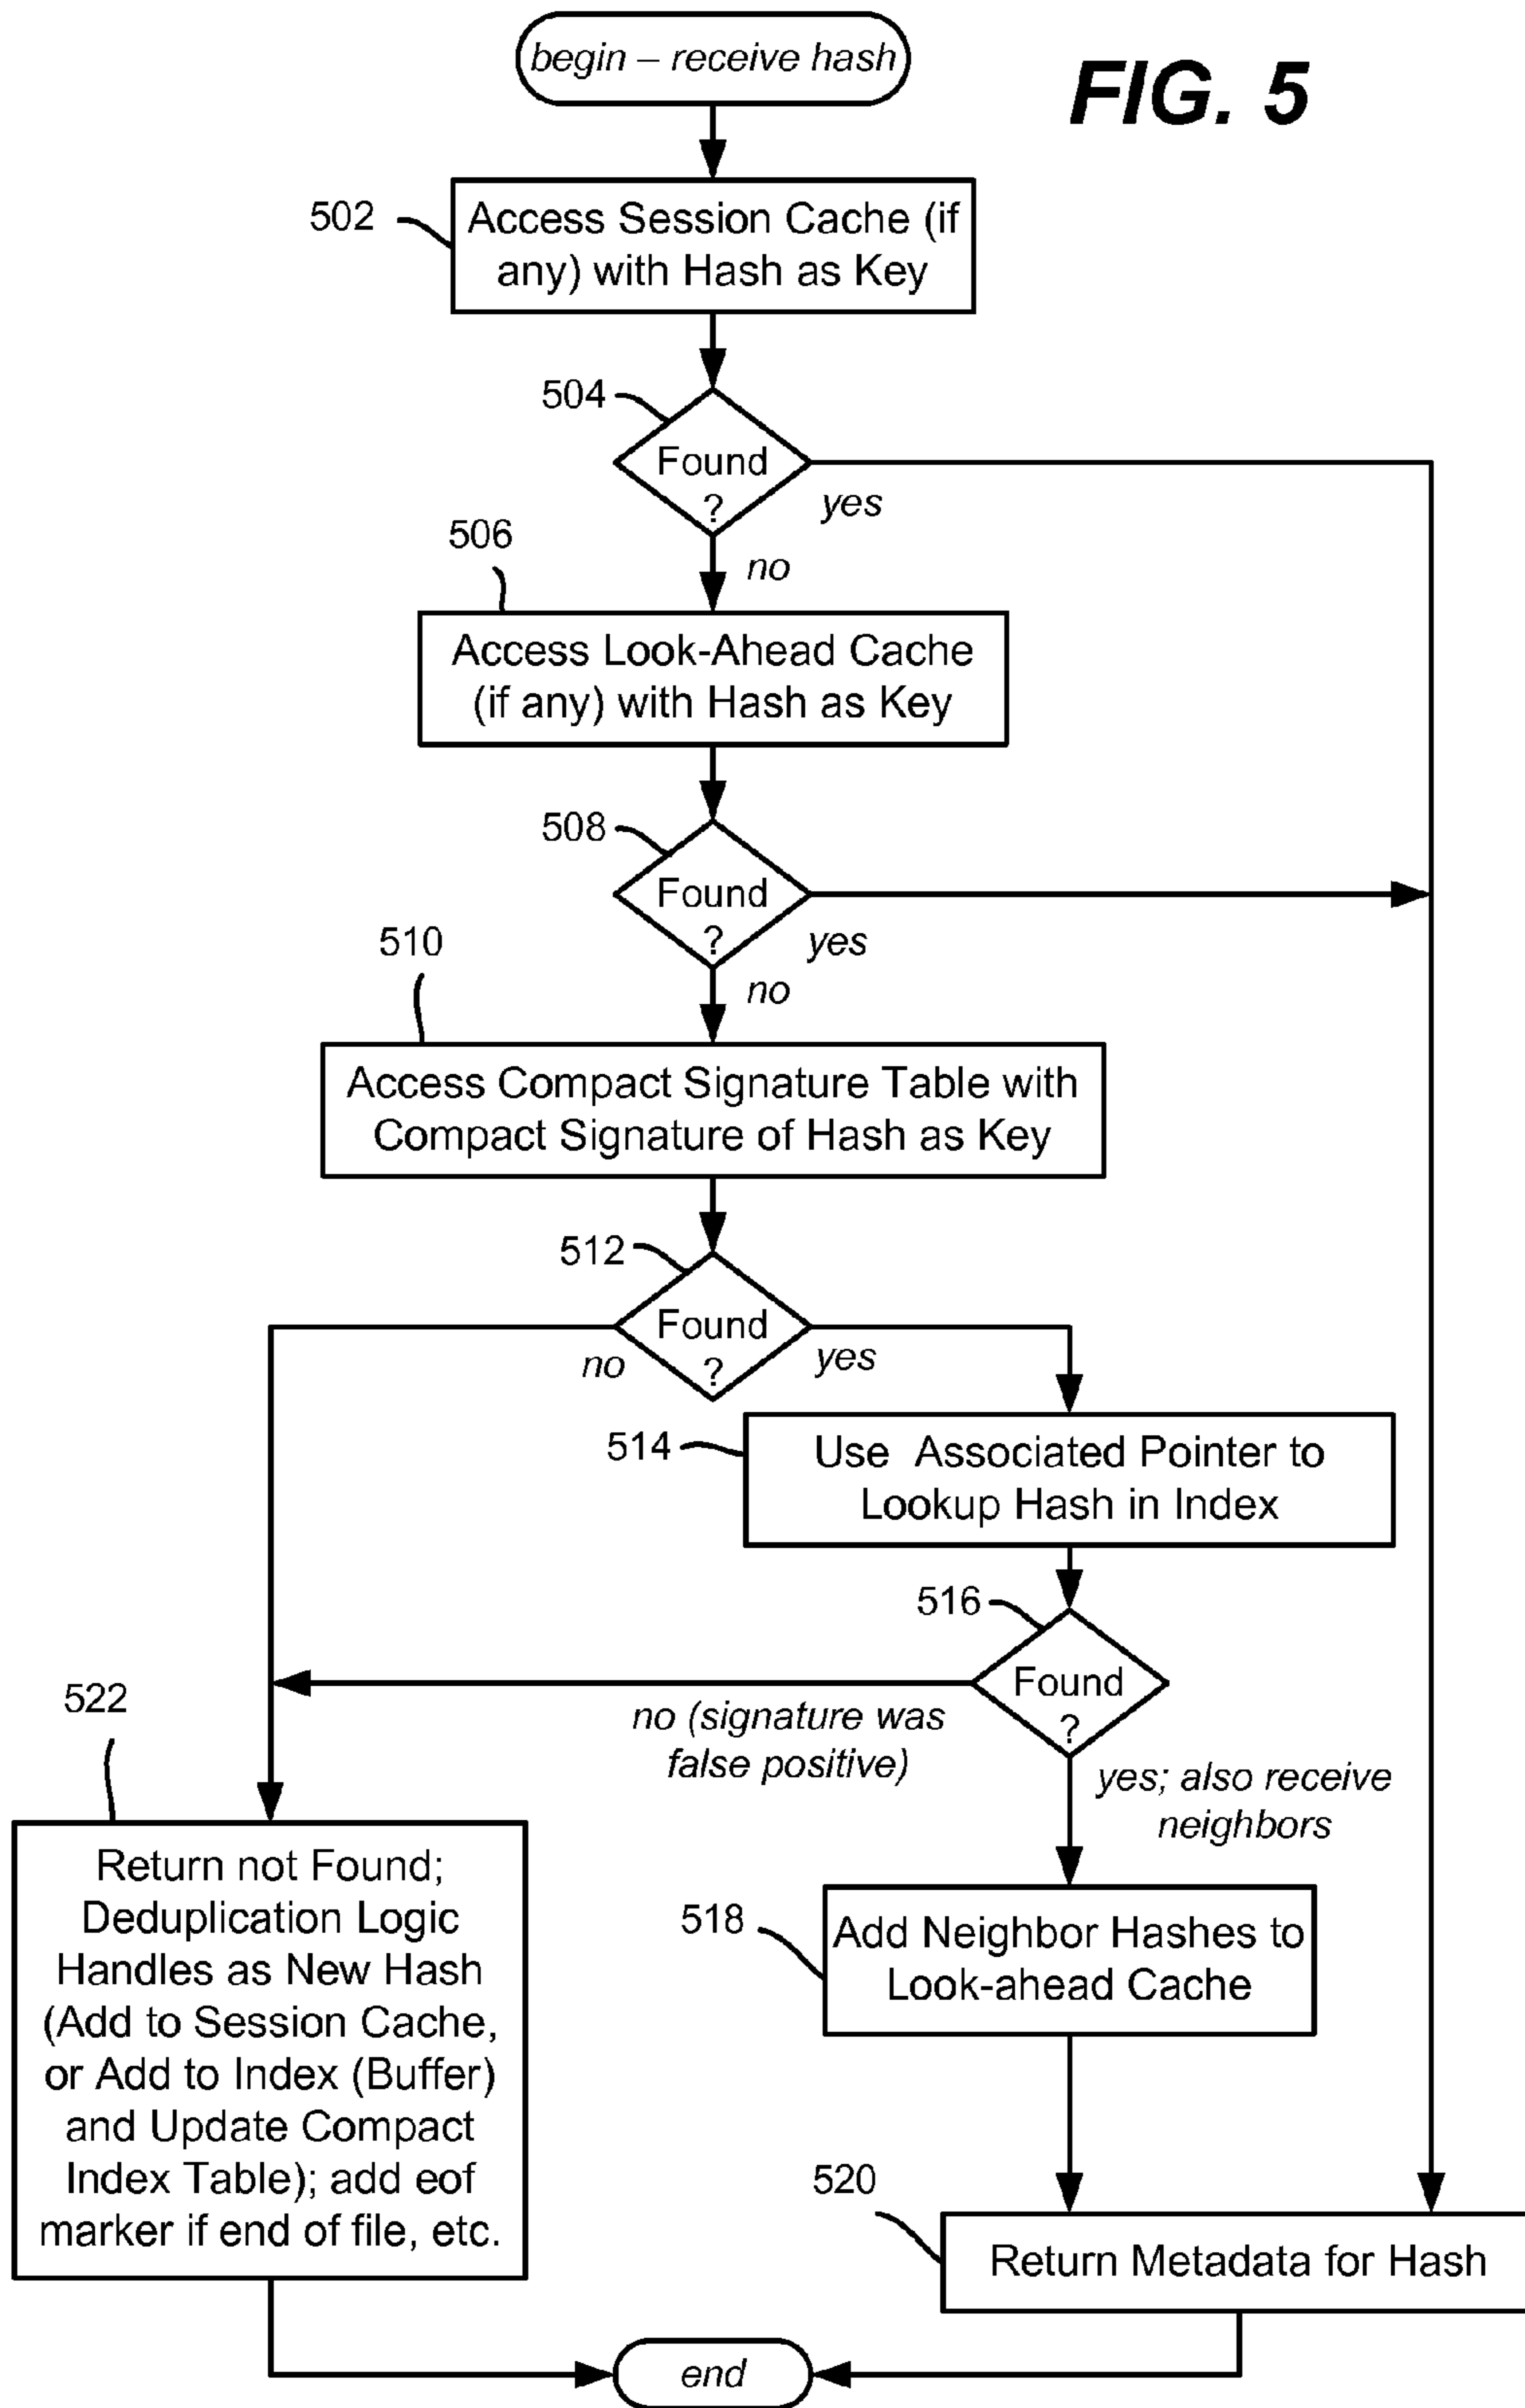 begin – receive hash
FIG. 5
502
Access Session Cache (if
any) with Hash as Key
504
Found
?
yes
no
506
Access Look-Ahead Cache
(if any) with Hash as Key
508
Found
?
yes
no
510
Access Compact Signature Table with
Compact Signature of Hash as Key
512
Found
?
no
yes
514
Use Associated Pointer to
Lookup Hash in Index
516
Found
?
no (signature was
false positive)
yes; also receive
neighbors
522
Return not Found;
Deduplication Logic
Handles as New Hash
(Add to Session Cache,
or Add to Index (Buffer)
and Update Compact
Index Table); add eof
marker if end of file, etc.
518
Add Neighbor Hashes to
Look-ahead Cache
520
Return Metadata for Hash
end